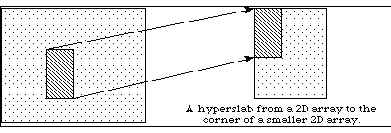 A hyperslab from a 2D array to the
corner of a smaller 2D array.